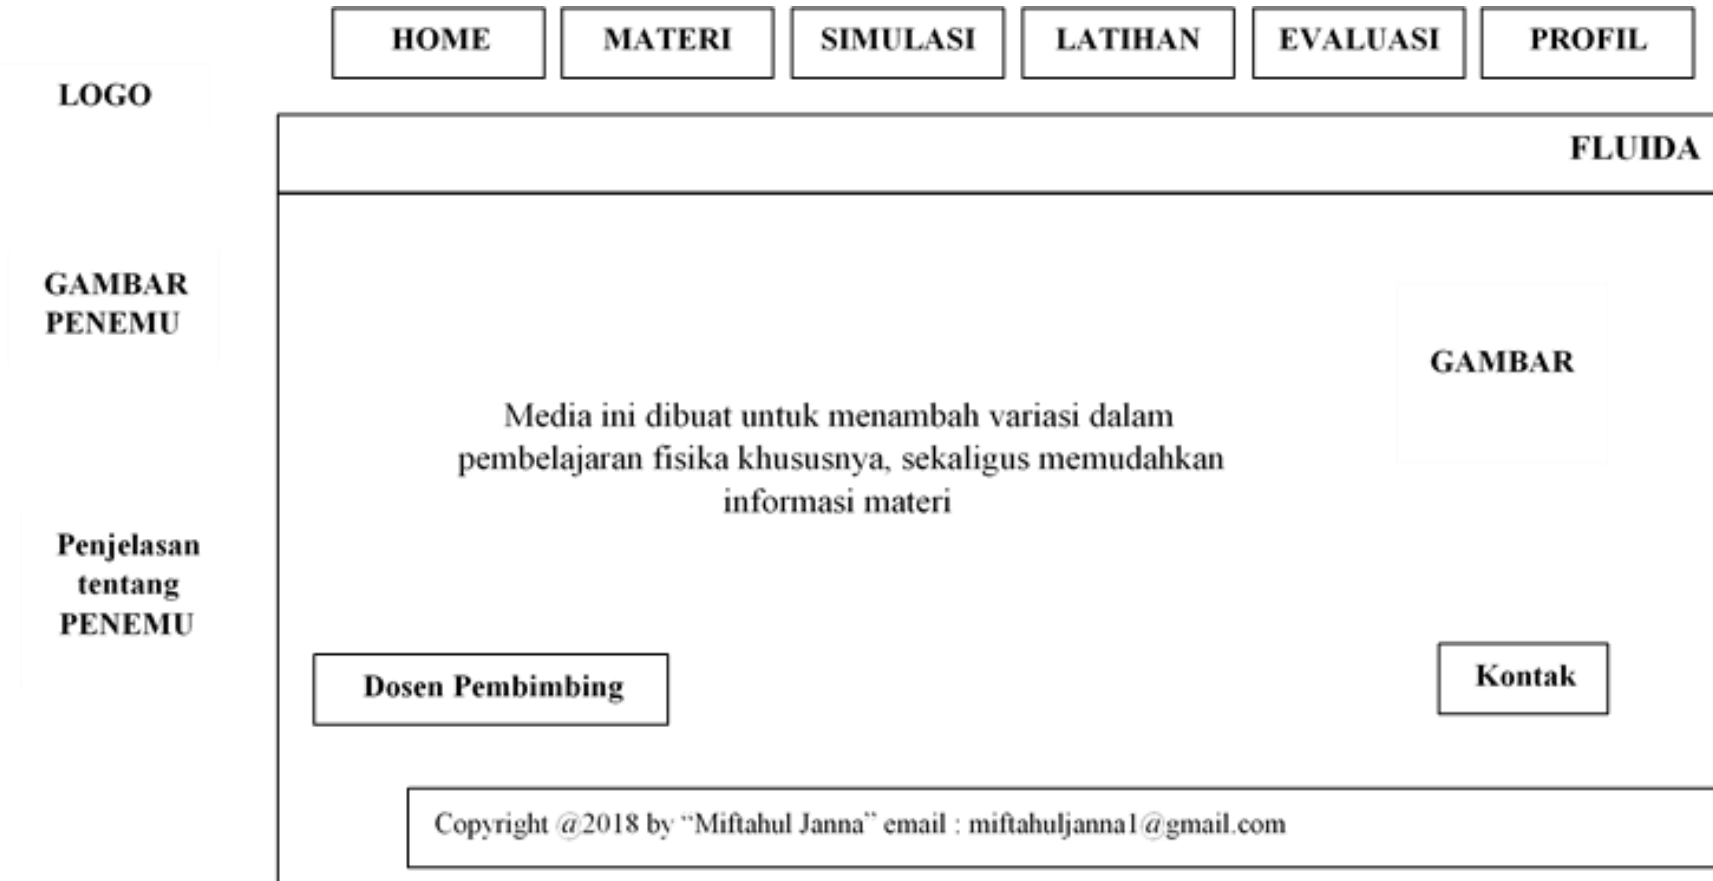 HOME MATERI SIMULASI LATIHAN EVALUASI PROFIL
LOGO
FLUIDA
GAMBAR
PENEMU
GAMBAR
Media ini dibuat untuk menambah variasi dalam
pembelajaran fisika khususnya, sekaligus memudahkan
informasi materi
Penjelasan
tentang
PENEMU
Dosen Pembimbing
Kontak
Copyright @2018 by “Miftahul Janna” email : miftahuljanna1@gmail.com